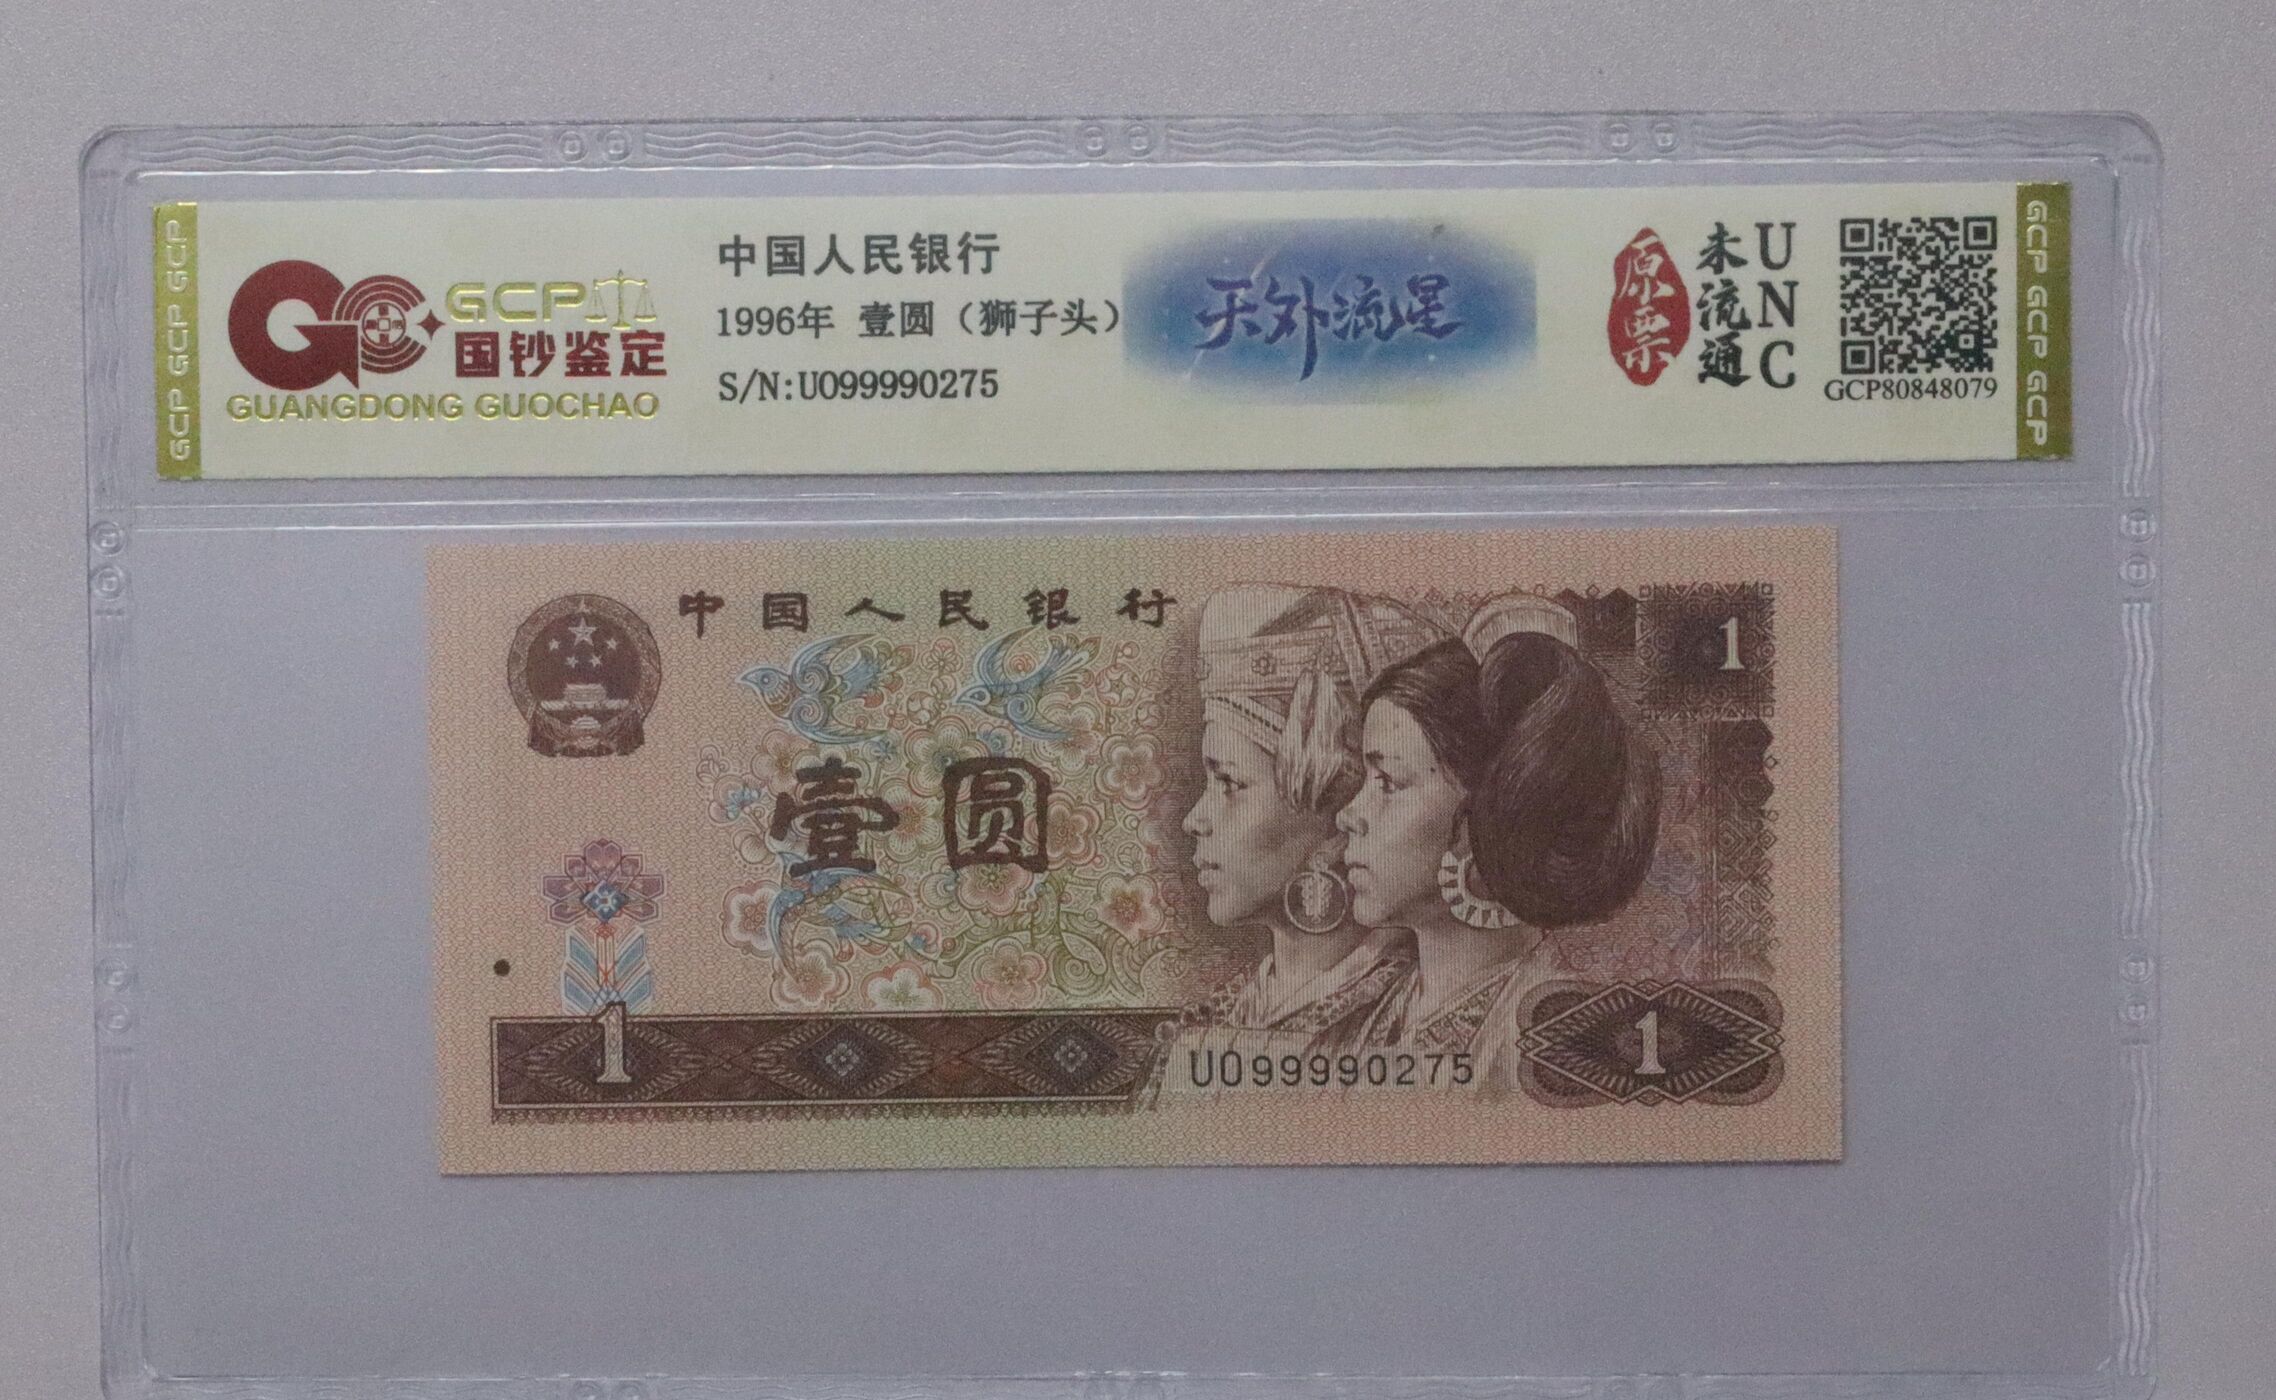 GCP GCP GCP
GCP
国钞鉴定
GUANGDONG GUOCHAO
中国人民银行
1996年 壹圆（狮子头）
S/N:UO99990275
天外流星
原票
未流通
UNC
GCP80848079
GCP GCP GCP
中国人民银行
1
壹圆
1
1
UO99990275